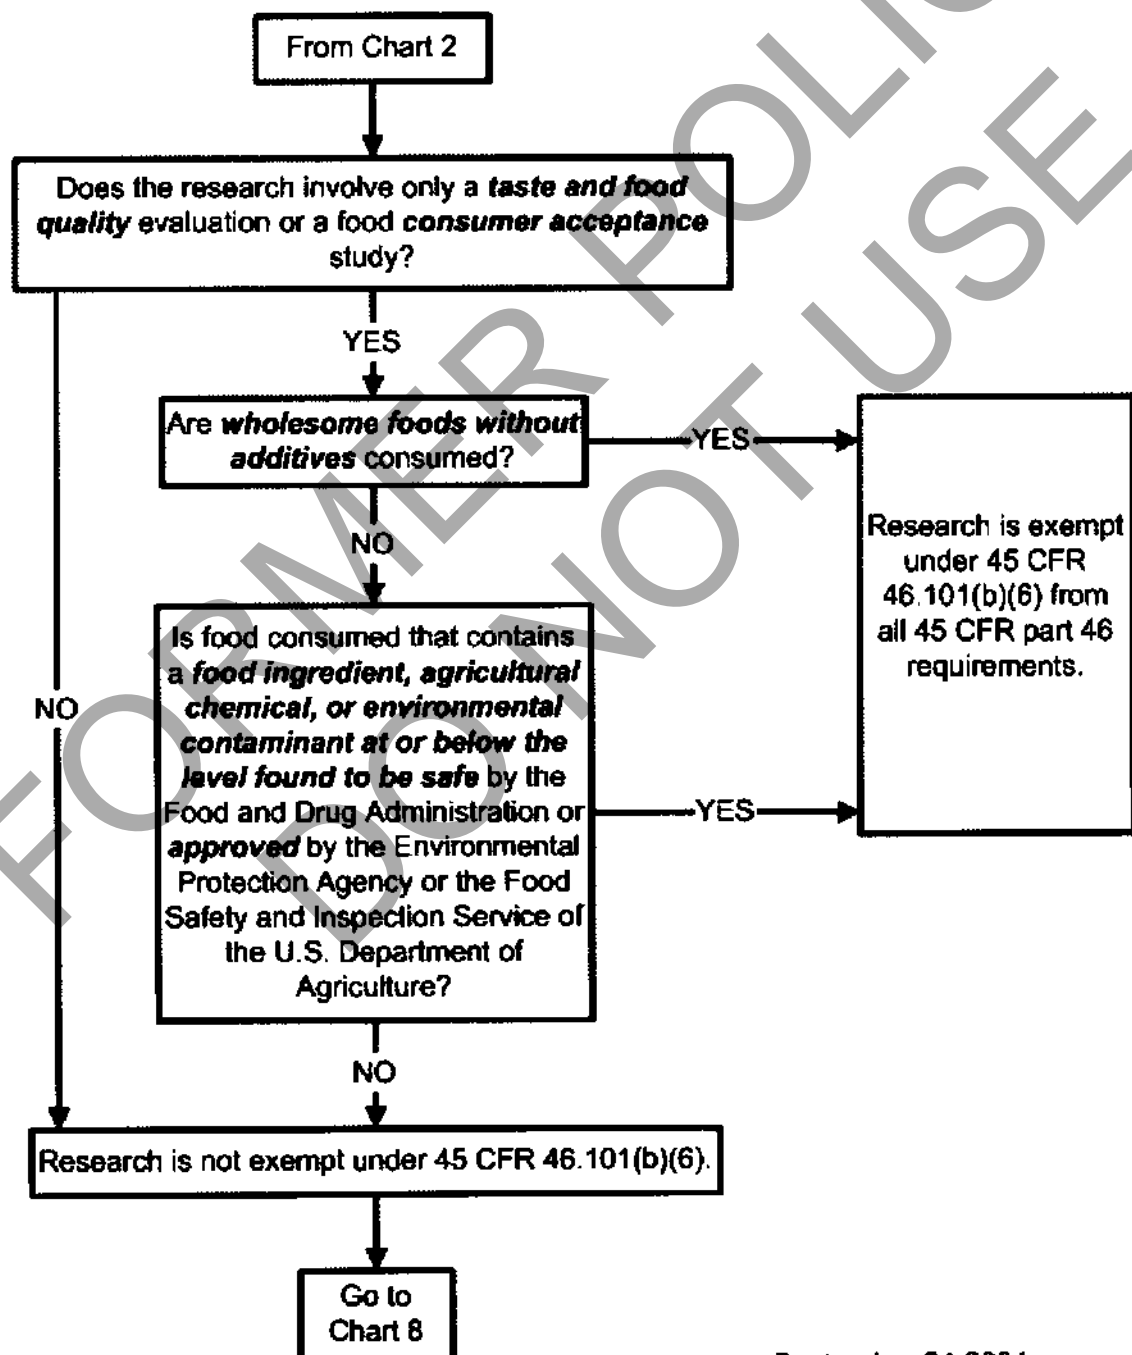 From Chart 2
Does the research involve only a taste and food
quality evaluation or a food consumer acceptance
study?
YES
Are wholesome foods without
additives consumed?
YES
NO
Is food consumed that contains
a food ingredient, agricultural
chemical, or environmental
contaminant at or below the
level found to be safe by the
Food and Drug Administration or
approved by the Environmental
Protection Agency or the Food
Safety and Inspection Service of
the U.S. Department of
Agriculture?
YES
Research is exempt
under 45 CFR
46.101(b)(6) from
all 45 CFR part 46
requirements.
NO
NO
Research is not exempt under 45 CFR 46.101(b)(6).
Go to
Chart 8
FORMER POLIC
DO NOT USE